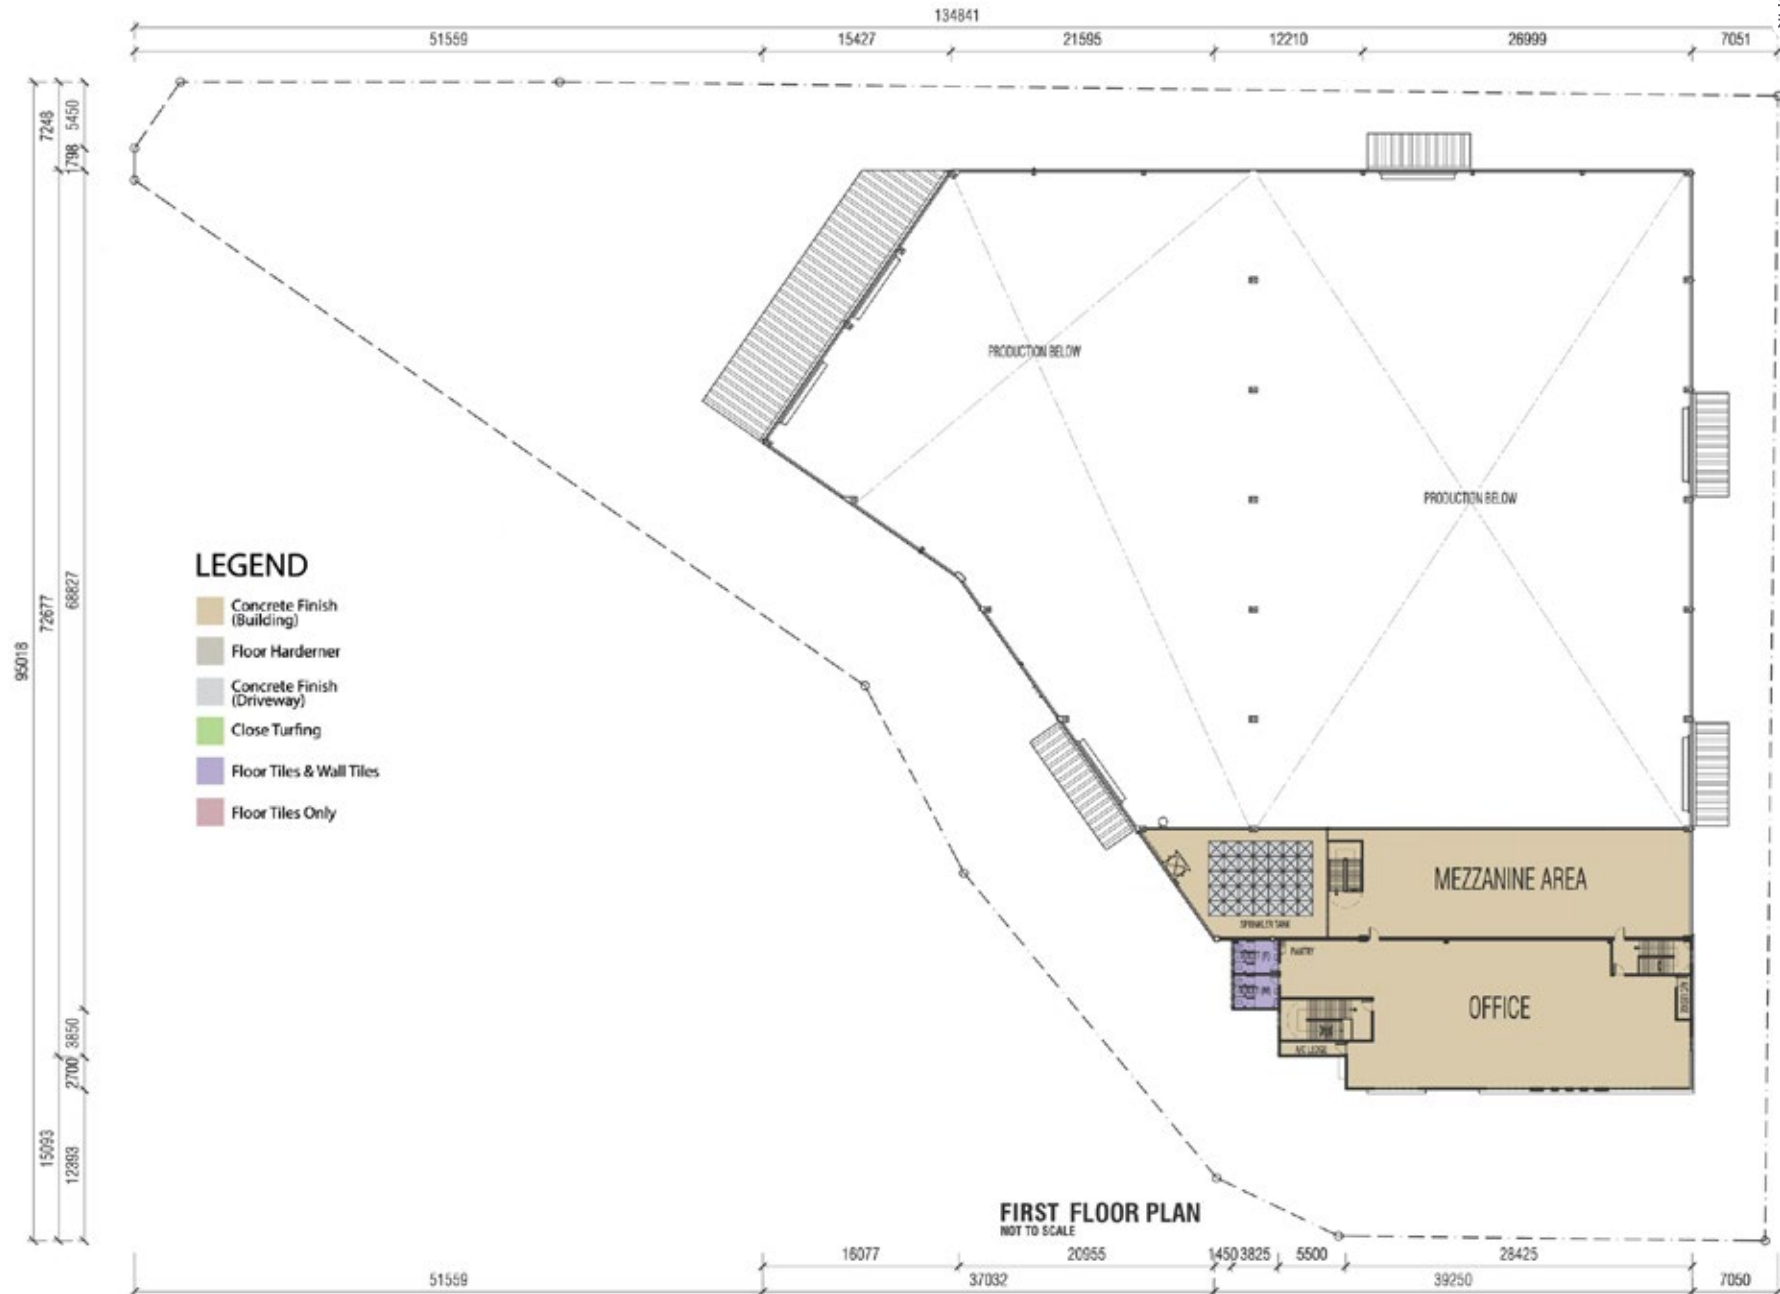 134841
51559
15427
21595
12210
26999
7051
7248
5450
1798
72677
68827
95018
3850
2700
15093
12393
PRODUCTION BELOW
PRODUCTION BELOW
LEGEND
Concrete Finish
(Building)
Floor Harderner
Concrete Finish
(Driveway)
Close Turfing
Floor Tiles & Wall Tiles
Floor Tiles Only
MEZZANINE AREA
SPRINKLER TANK
PANTRY
OFFICE
A/C LEDGE
FIRST FLOOR PLAN
NOT TO SCALE
16077
20955
1450
3825
5500
28425
51559
37032
39250
7050